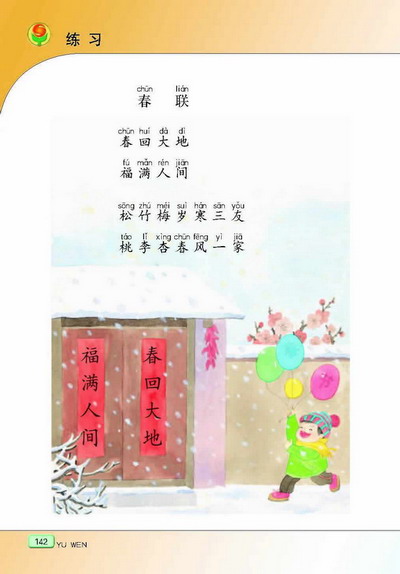 练习
chūn lián
春 联
chūn huí dà dì
春回大地
fú mǎn rén jiān
福满人间
sōng zhú méi suì hán sān yǒu
松竹梅岁寒三友
táo lǐ xìng chūn fēng yì jiā
桃李杏春风一家
福满人间
春回大地
142
YU WEN